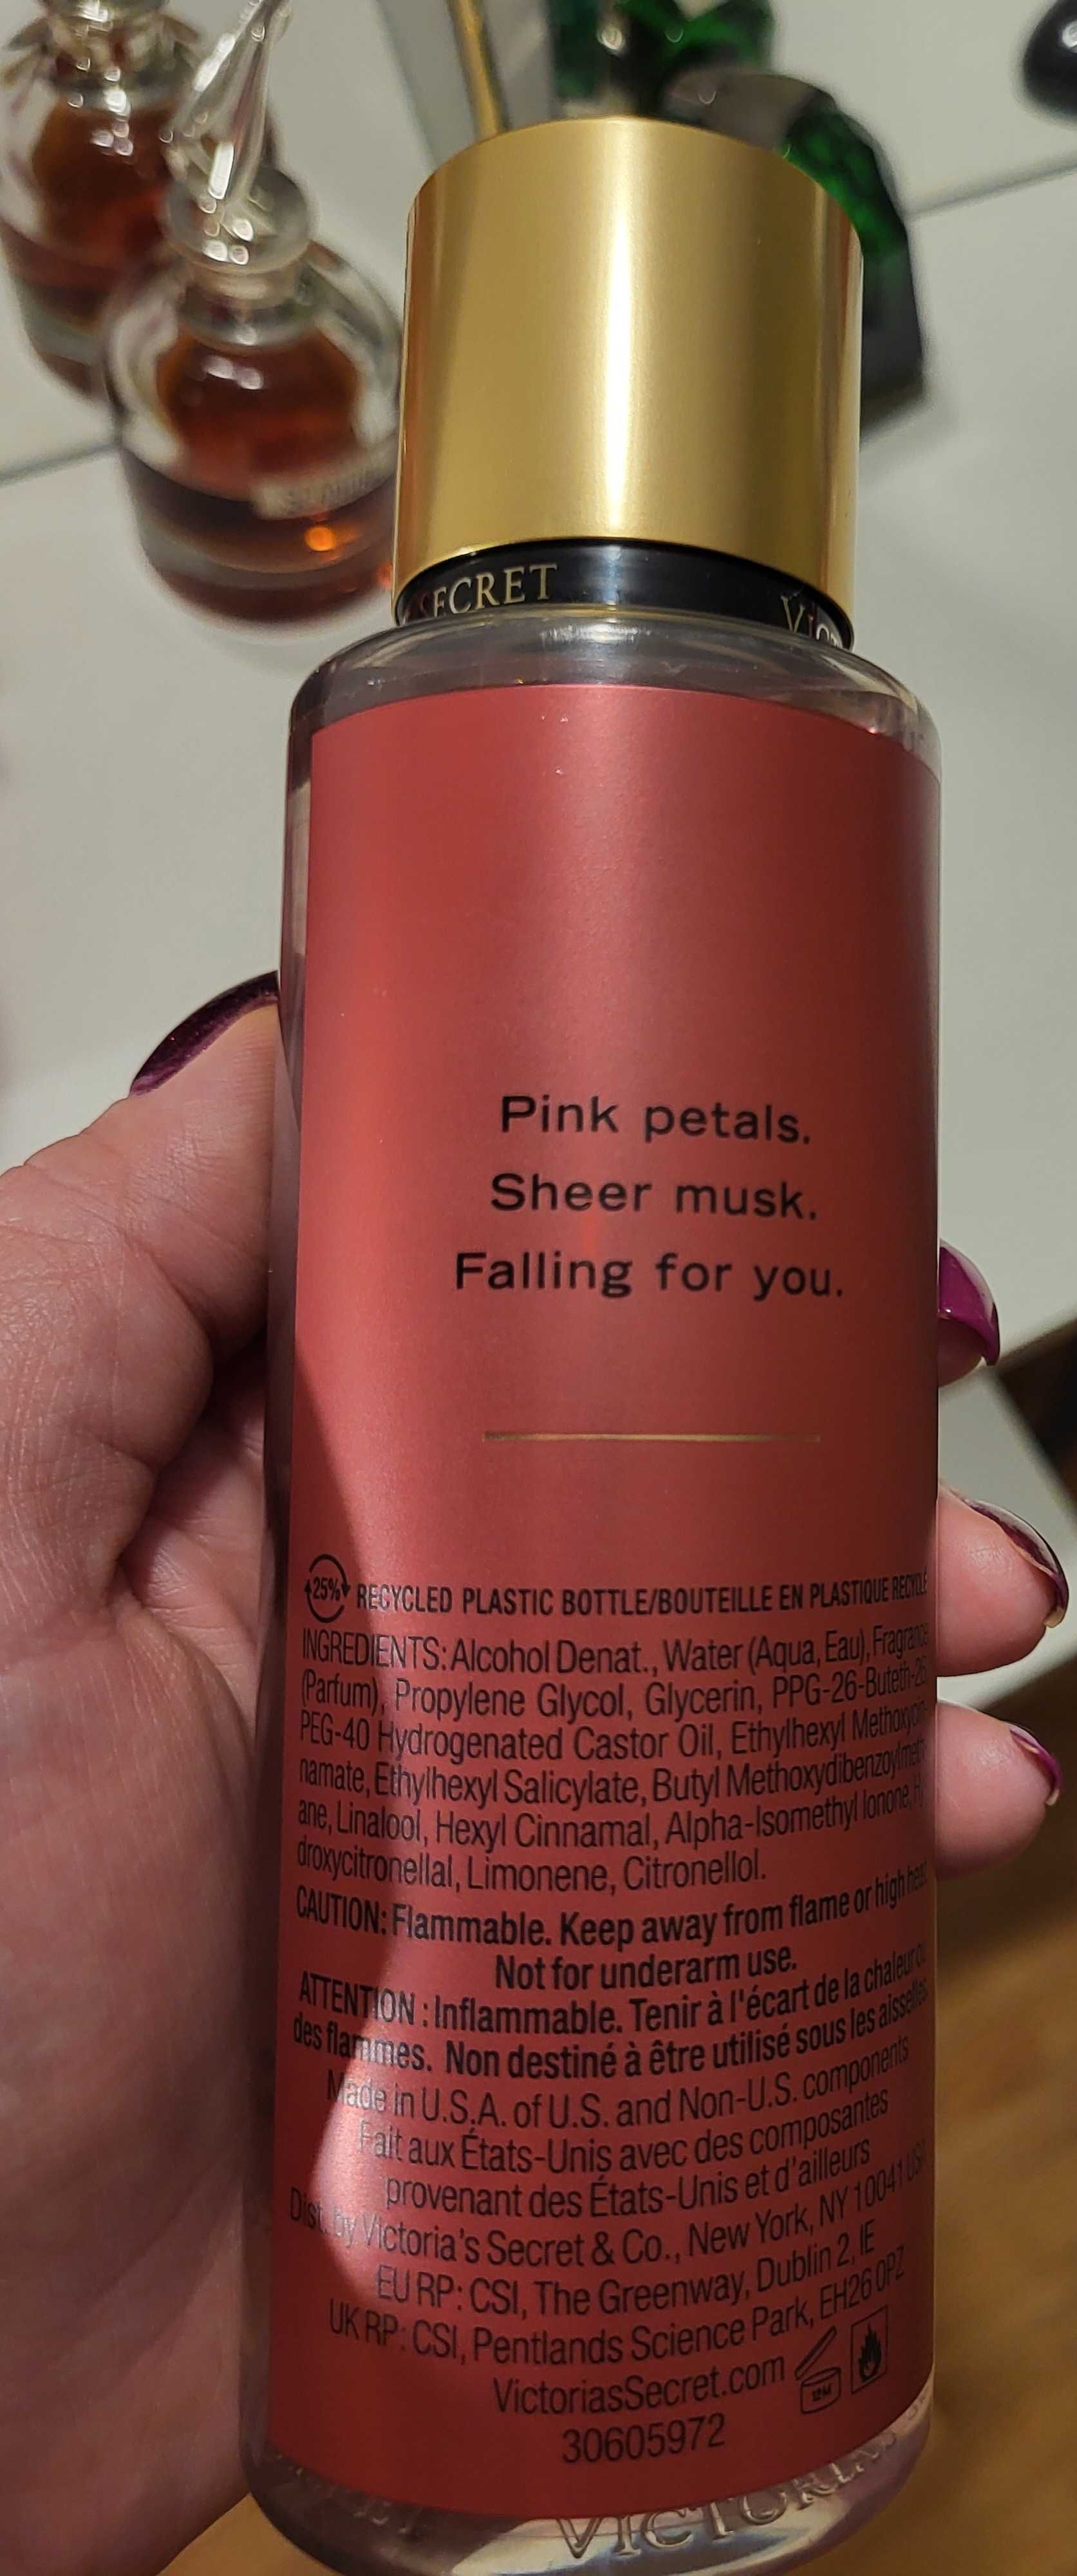 SECRET
Pink petals.
Sheer musk.
Falling for you.
25% RECYCLED PLASTIC BOTTLE/BOUTEILLE EN PLASTIQUE RECYCLÉ
INGREDIENTS: Alcohol Denat., Water (Aqua, Eau), Fragrance
(Parfum), Propylene Glycol, Glycerin, PPG-26-Buteth-26,
PEG-40 Hydrogenated Castor Oil, Ethylhexyl Methoxycin-
namate, Ethylhexyl Salicylate, Butyl Methoxydibenzoylmeth-
ane, Linalool, Hexyl Cinnamal, Alpha-Isomethyl Ionone, Hy-
droxycitronellal, Limonene, Citronellol.
CAUTION: Flammable. Keep away from flame or high heat.
Not for underarm use.
ATTENTION : Inflammable. Tenir à l'écart de la chaleur ou
des flammes. Non destiné à être utilisé sous les aisselles
Made in U.S.A. of U.S. and Non-U.S. components
Fait aux États-Unis avec des composantes
provenant des États-Unis et d'ailleurs
Dist. by Victoria's Secret & Co., New York, NY 10041 USA
EU RP: CSI, The Greenway, Dublin 2, IE
UK RP: CSI, Pentlands Science Park, EH26 0PZ
VictoriasSecret.com 12M
30605972